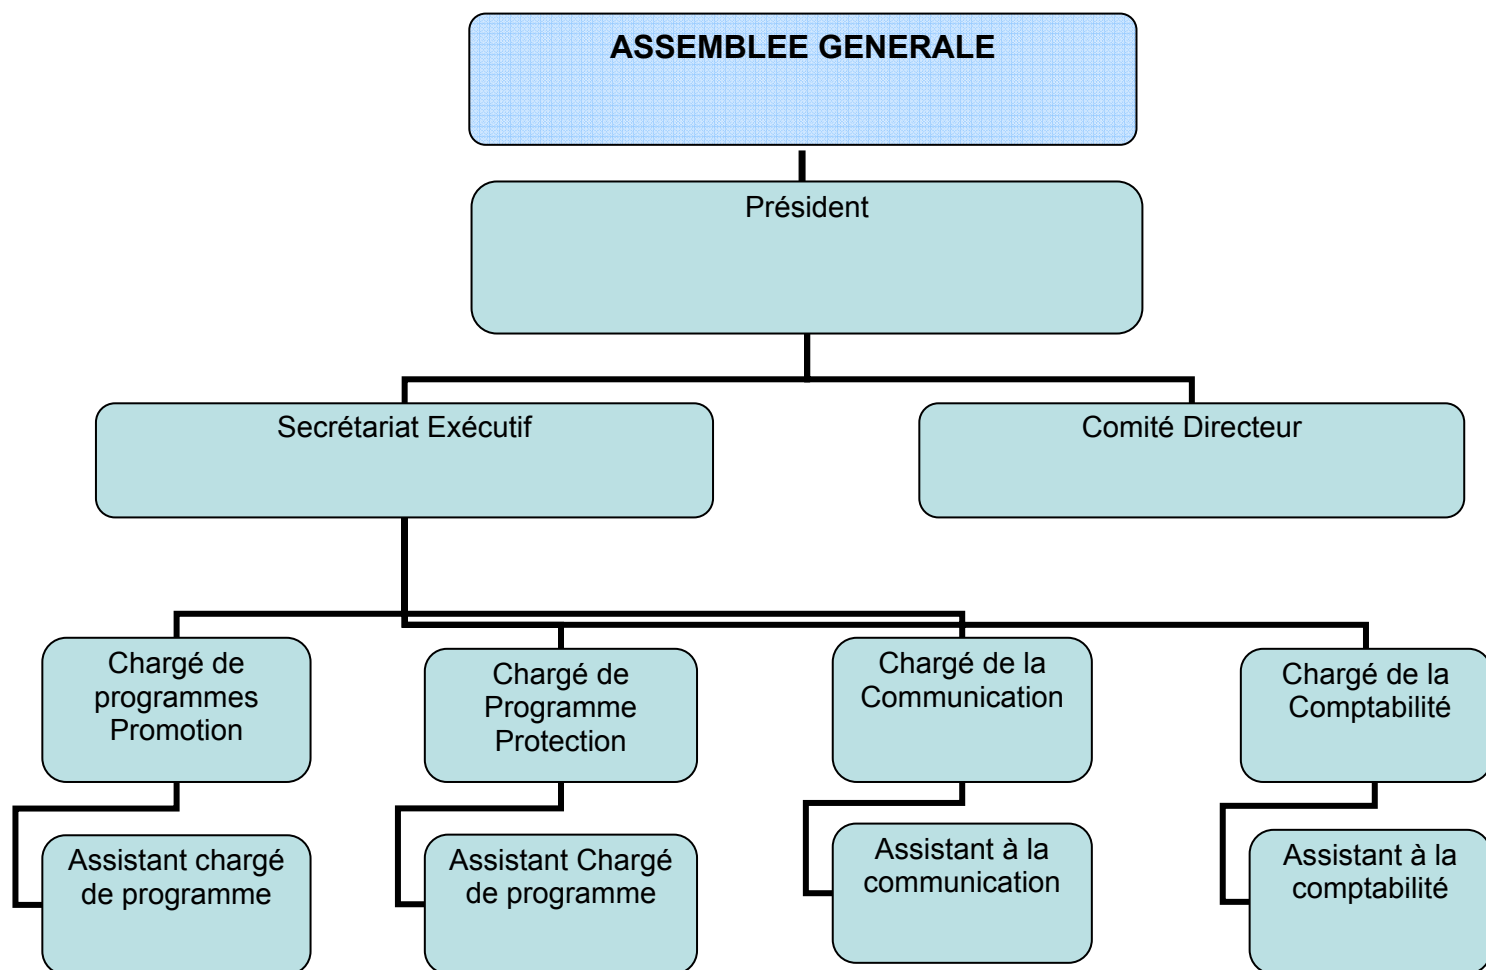 ASSEMBLEE GENERALE
Président
Secrétariat Exécutif
Comité Directeur
Chargé de
programmes
Promotion
Chargé de
Programme
Protection
Chargé de la
Communication
Chargé de la
Comptabilité
Assistant chargé
de programme
Assistant Chargé
de programme
Assistant à la
communication
Assistant à la
comptabilité